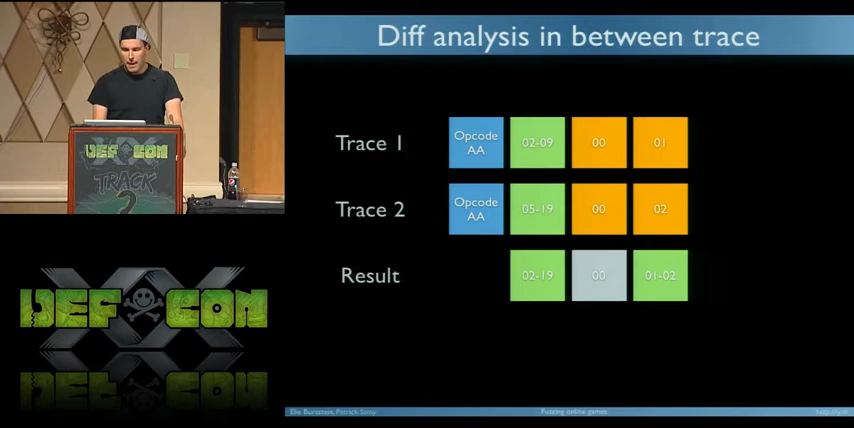 Diff analysis in between trace
Trace 1
Opcode
AA
02-09
00
01
Trace 2
Opcode
AA
05-19
00
02
Result
02-19
00
01-02
DEF CON
TRACK
2
DEF CON
Elie Bursztein, Patrick Samy
Fuzzing online games